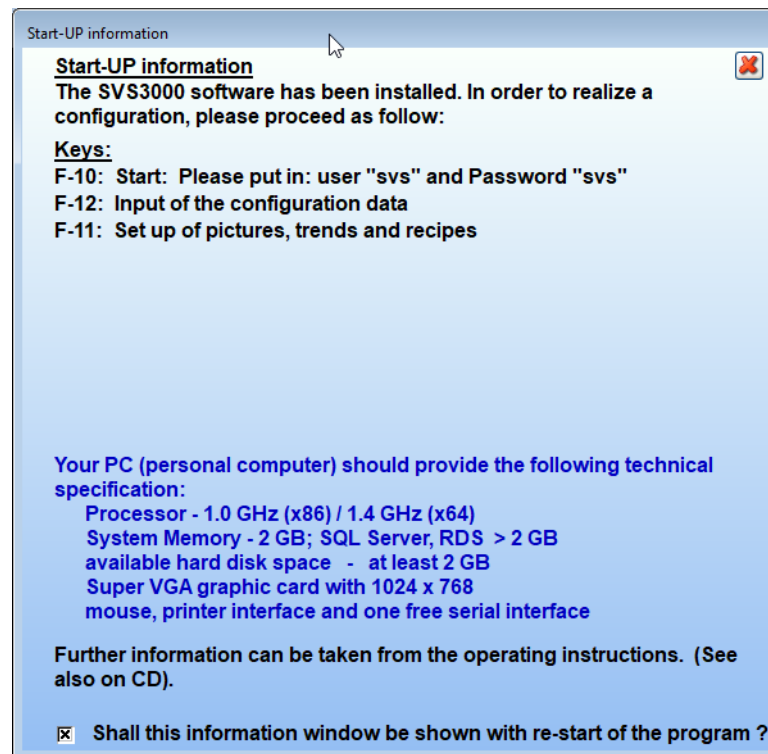 Start-UP information
Start-UP information
The SVS3000 software has been installed. In order to realize a
configuration, please proceed as follow:
Keys:
F-10: Start: Please put in: user "svs" and Password "svs"
F-12: Input of the configuration data
F-11: Set up of pictures, trends and recipes
Your PC (personal computer) should provide the following technical
specification:
Processor - 1.0 GHz (x86) / 1.4 GHz (x64)
System Memory - 2 GB; SQL Server, RDS > 2 GB
available hard disk space - at least 2 GB
Super VGA graphic card with 1024 x 768
mouse, printer interface and one free serial interface
Further information can be taken from the operating instructions. (See
also on CD).
Shall this information window be shown with re-start of the program ?